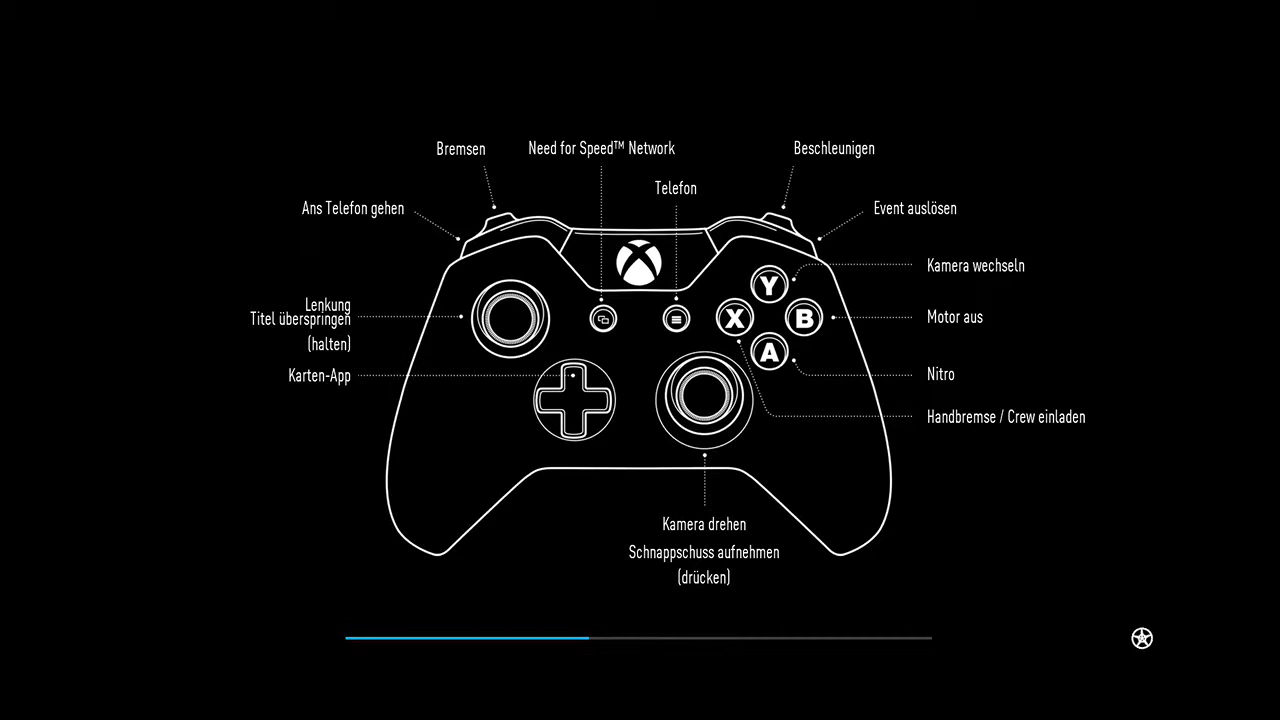 Bremsen
Need for Speed™ Network
Beschleunigen
Telefon
Ans Telefon gehen
Event auslösen
Kamera wechseln
Y
Lenkung
Titel überspringen
(halten)
X
B
Motor aus
A
Karten-App
Nitro
Handbremse / Crew einladen
Kamera drehen
Schnappschuss aufnehmen
(drücken)